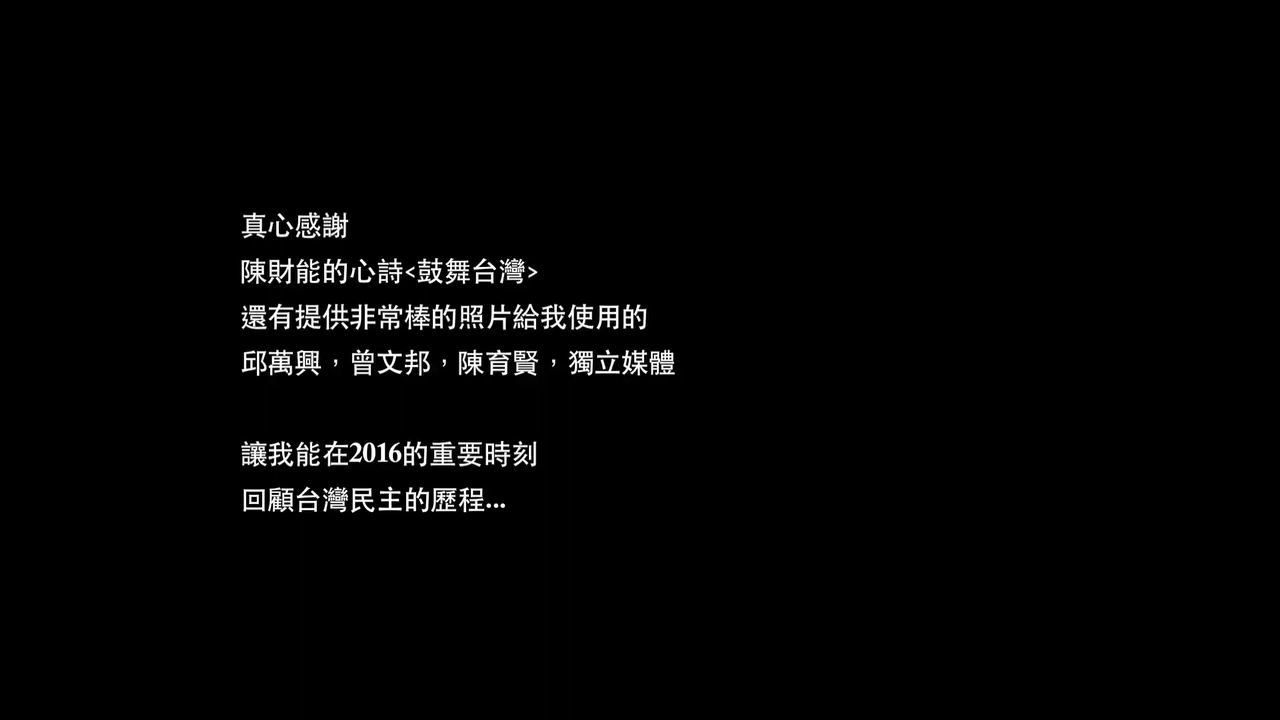 真心感謝
陳財能的心詩<鼓舞台灣>
還有提供非常棒的照片給我使用的
邱萬興，曾文邦，陳育賢，獨立媒體
讓我能在2016的重要時刻
回顧台灣民主的歷程...